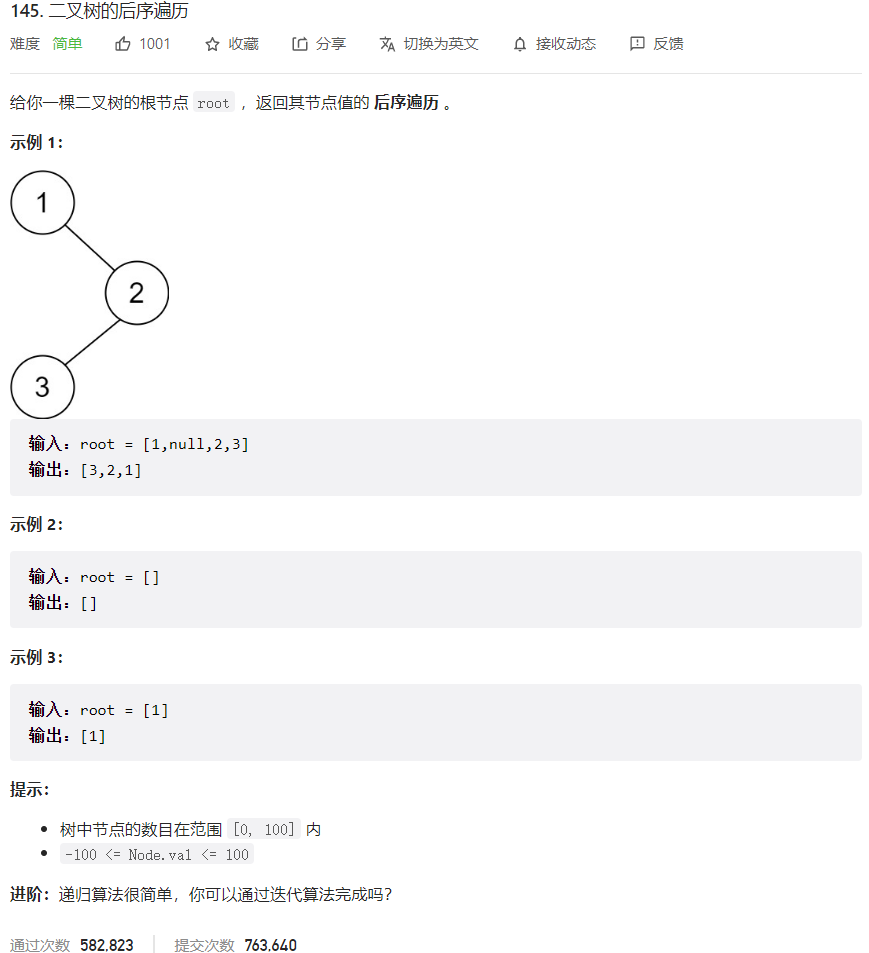 145. 二叉树的后序遍历
难度 简单 1001 收藏 分享 切换为英文 接收动态 反馈
给你一棵二叉树的根节点 root ，返回其节点值的 后序遍历 。
示例 1：
1
2
3
输入：root = [1,null,2,3]
输出：[3,2,1]
示例 2：
输入：root = []
输出：[]
示例 3：
输入：root = [1]
输出：[1]
提示：
树中节点的数目在范围 [0, 100] 内
-100 <= Node.val <= 100
进阶：递归算法很简单，你可以通过迭代算法完成吗？
通过次数 582,823 提交次数 763,640